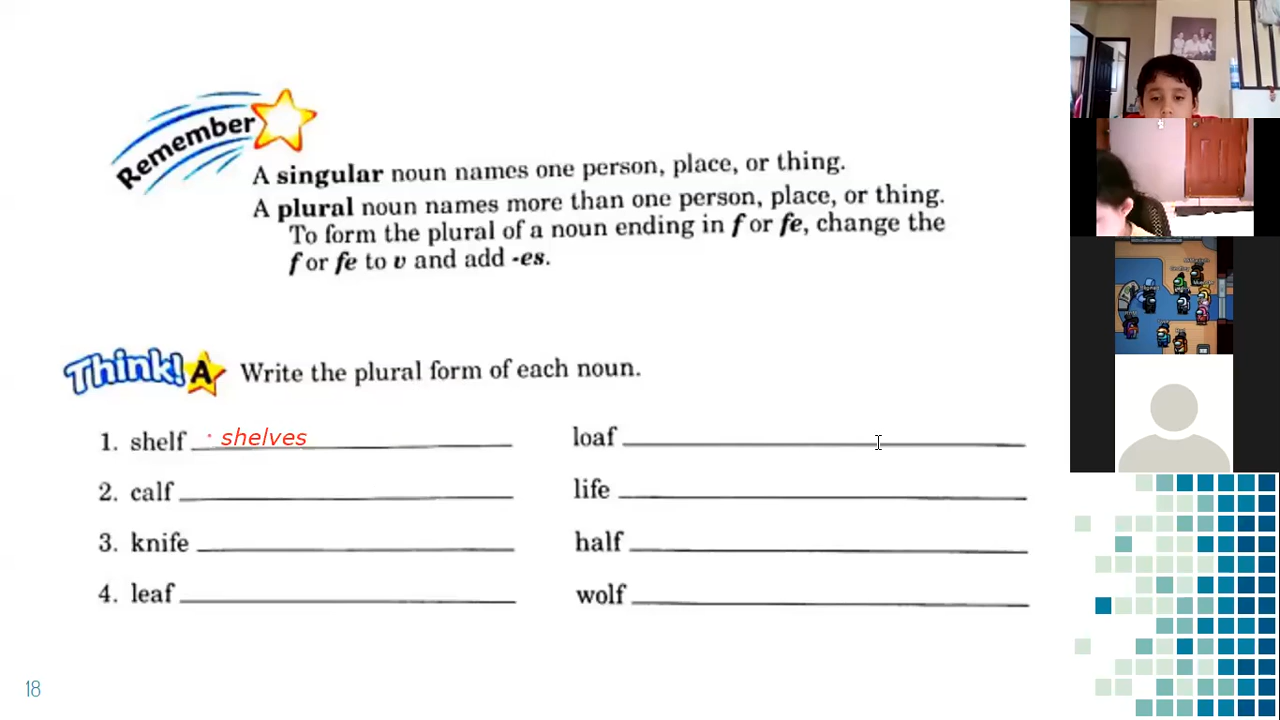 Remember
A singular noun names one person, place, or thing.
A plural noun names more than one person, place, or thing.
To form the plural of a noun ending in f or fe, change the
f or fe to v and add -es.
Think! A Write the plural form of each noun.
1. shelf shelves loaf
2. calf life
3. knife half
4. leaf wolf
18